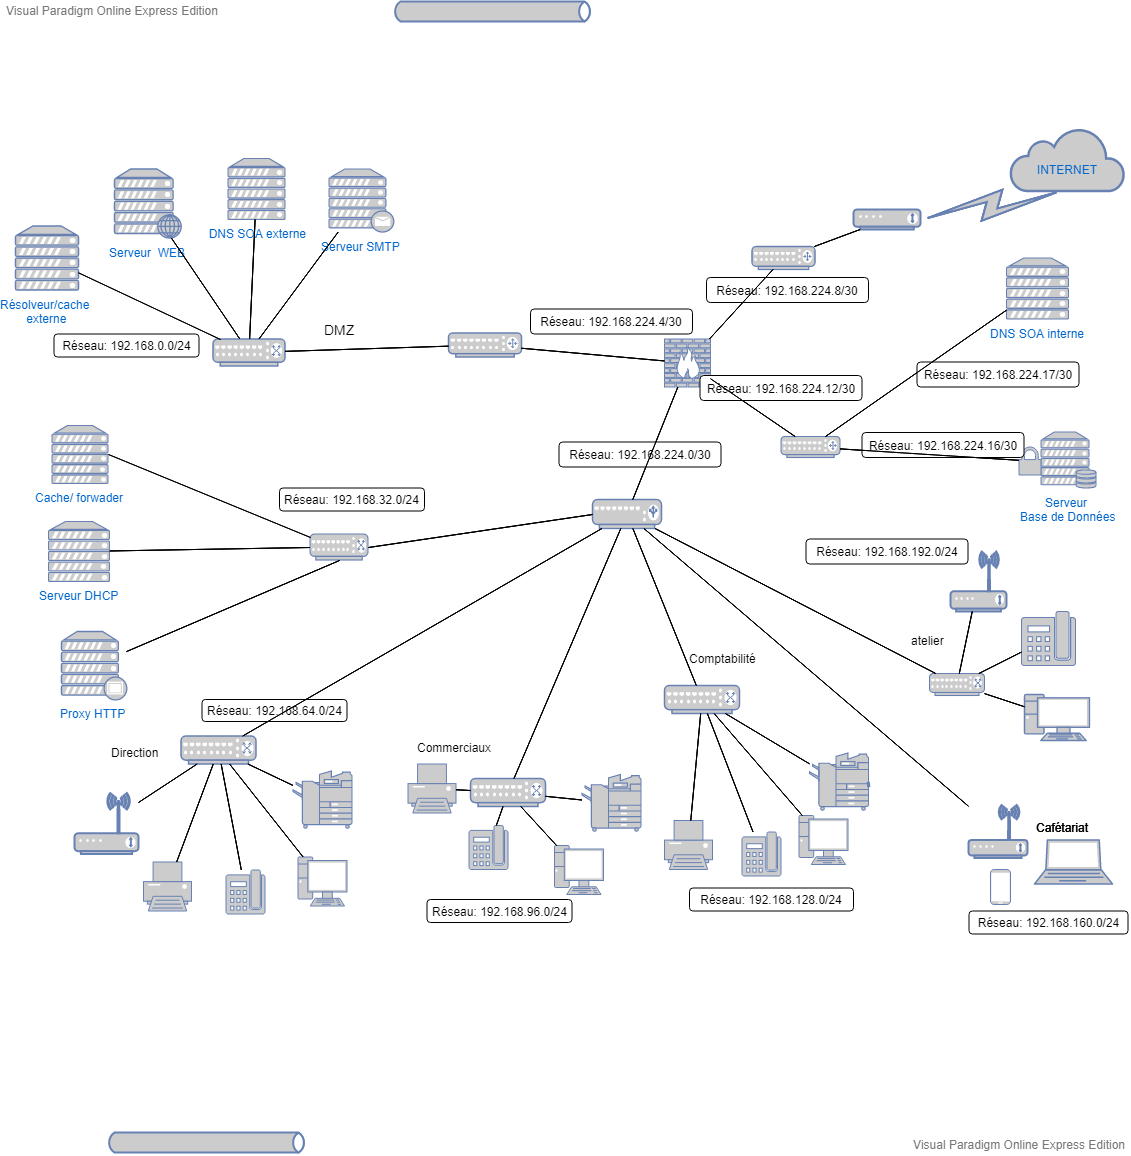 Visual Paradigm Online Express Edition
INTERNET
DNS SOA externe
Serveur SMTP
Serveur  WEB
Résolveur/cache
externe
Réseau: 192.168.0.0/24
DMZ
Réseau: 192.168.224.4/30
Réseau: 192.168.224.8/30
DNS SOA interne
Réseau: 192.168.224.17/30
Réseau: 192.168.224.12/30
Réseau: 192.168.224.16/30
Réseau: 192.168.224.0/30
Serveur
Base de Données
Cache/ forwader
Réseau: 192.168.32.0/24
Serveur DHCP
Réseau: 192.168.192.0/24
atelier
Comptabilité
Proxy HTTP
Réseau: 192.168.64.0/24
Direction
Commerciaux
Cafétariat
Réseau: 192.168.96.0/24
Réseau: 192.168.128.0/24
Réseau: 192.168.160.0/24
Visual Paradigm Online Express Edition